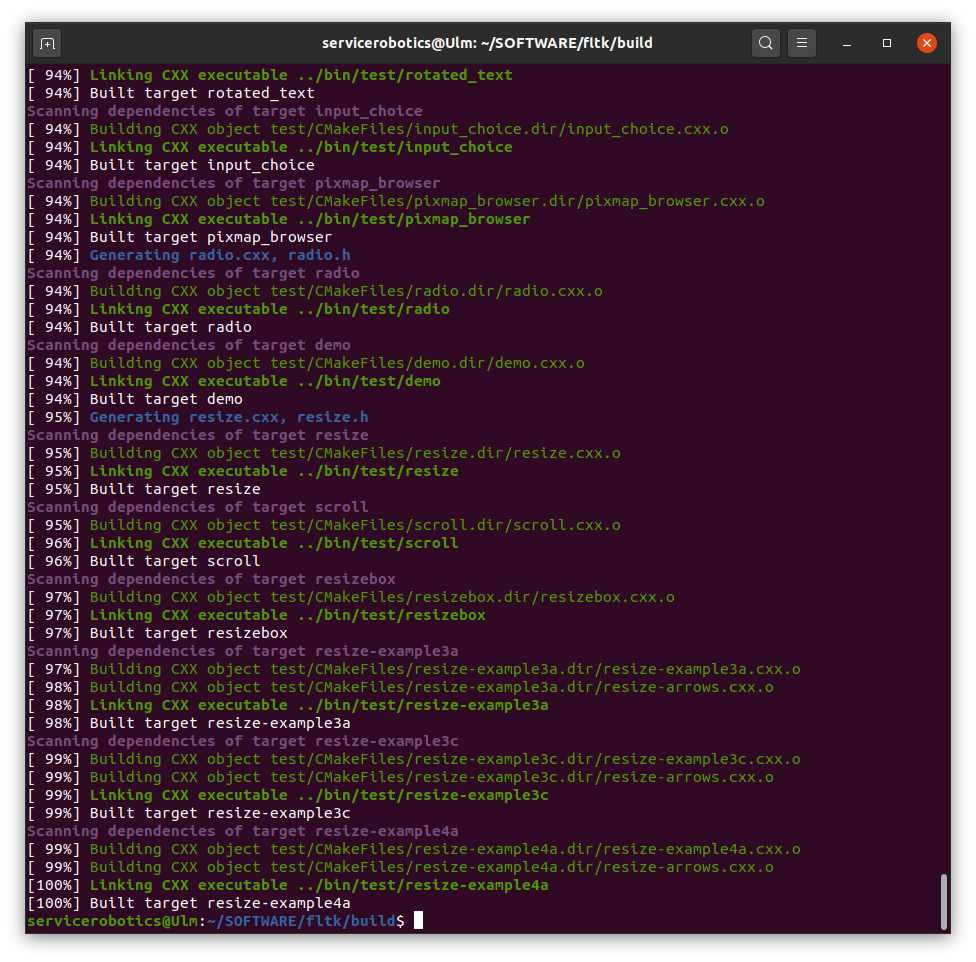 servicerobotics@Ulm: ~/SOFTWARE/fltk/build
[ 94%] Linking CXX executable ../bin/test/rotated_text
[ 94%] Built target rotated_text
Scanning dependencies of target input_choice
[ 94%] Building CXX object test/CMakeFiles/input_choice.dir/input_choice.cxx.o
[ 94%] Linking CXX executable ../bin/test/input_choice
[ 94%] Built target input_choice
Scanning dependencies of target pixmap_browser
[ 94%] Building CXX object test/CMakeFiles/pixmap_browser.dir/pixmap_browser.cxx.o
[ 94%] Linking CXX executable ../bin/test/pixmap_browser
[ 94%] Built target pixmap_browser
[ 94%] Generating radio.cxx, radio.h
Scanning dependencies of target radio
[ 94%] Building CXX object test/CMakeFiles/radio.dir/radio.cxx.o
[ 94%] Linking CXX executable ../bin/test/radio
[ 94%] Built target radio
Scanning dependencies of target demo
[ 94%] Building CXX object test/CMakeFiles/demo.dir/demo.cxx.o
[ 94%] Linking CXX executable ../bin/test/demo
[ 94%] Built target demo
[ 95%] Generating resize.cxx, resize.h
Scanning dependencies of target resize
[ 95%] Building CXX object test/CMakeFiles/resize.dir/resize.cxx.o
[ 95%] Linking CXX executable ../bin/test/resize
[ 95%] Built target resize
Scanning dependencies of target scroll
[ 95%] Building CXX object test/CMakeFiles/scroll.dir/scroll.cxx.o
[ 96%] Linking CXX executable ../bin/test/scroll
[ 96%] Built target scroll
Scanning dependencies of target resizebox
[ 97%] Building CXX object test/CMakeFiles/resizebox.dir/resizebox.cxx.o
[ 97%] Linking CXX executable ../bin/test/resizebox
[ 97%] Built target resizebox
Scanning dependencies of target resize-example3a
[ 97%] Building CXX object test/CMakeFiles/resize-example3a.dir/resize-example3a.cxx.o
[ 98%] Building CXX object test/CMakeFiles/resize-example3a.dir/resize-arrows.cxx.o
[ 98%] Linking CXX executable ../bin/test/resize-example3a
[ 98%] Built target resize-example3a
Scanning dependencies of target resize-example3c
[ 99%] Building CXX object test/CMakeFiles/resize-example3c.dir/resize-example3c.cxx.o
[ 99%] Building CXX object test/CMakeFiles/resize-example3c.dir/resize-arrows.cxx.o
[ 99%] Linking CXX executable ../bin/test/resize-example3c
[ 99%] Built target resize-example3c
Scanning dependencies of target resize-example4a
[ 99%] Building CXX object test/CMakeFiles/resize-example4a.dir/resize-example4a.cxx.o
[ 99%] Building CXX object test/CMakeFiles/resize-example4a.dir/resize-arrows.cxx.o
[100%] Linking CXX executable ../bin/test/resize-example4a
[100%] Built target resize-example4a
servicerobotics@Ulm:~/SOFTWARE/fltk/build$